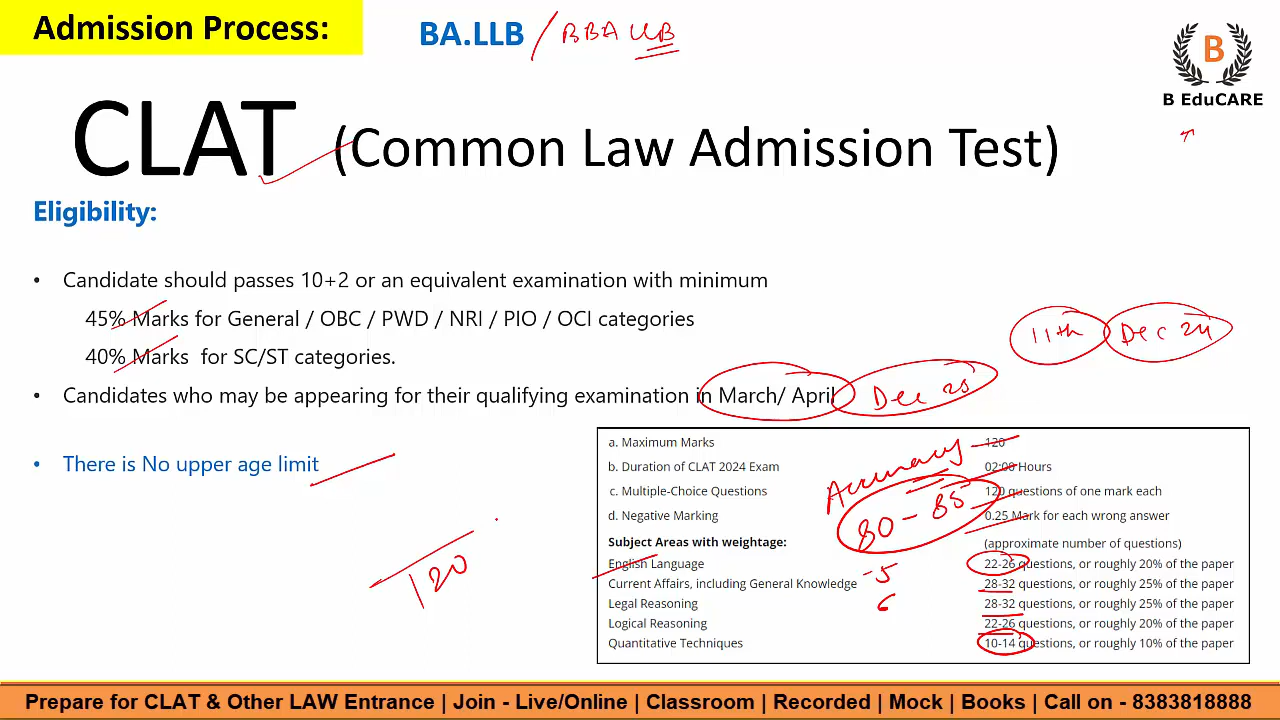 Admission Process:
BA.LLB / BBA LLB
B
B EduCARE
CLAT (Common Law Admission Test)
Eligibility:
• Candidate should passes 10+2 or an equivalent examination with minimum
45% Marks for General / OBC / PWD / NRI / PIO / OCI categories
40% Marks for SC/ST categories.
11th Dec 24
• Candidates who may be appearing for their qualifying examination in March/ April Dec 25
• There is No upper age limit
120
a. Maximum Marks 120
b. Duration of CLAT 2024 Exam 02:00 Hours
c. Multiple-Choice Questions 120 questions of one mark each
d. Negative Marking 0.25 Mark for each wrong answer
Accuracy
80 - 85
Subject Areas with weightage: (approximate number of questions)
English Language 22-26 questions, or roughly 20% of the paper
Current Affairs, including General Knowledge -5 28-32 questions, or roughly 25% of the paper
Legal Reasoning 6 28-32 questions, or roughly 25% of the paper
Logical Reasoning 22-26 questions, or roughly 20% of the paper
Quantitative Techniques 10-14 questions, or roughly 10% of the paper
Prepare for CLAT & Other LAW Entrance | Join - Live/Online | Classroom | Recorded | Mock | Books | Call on - 8383818888